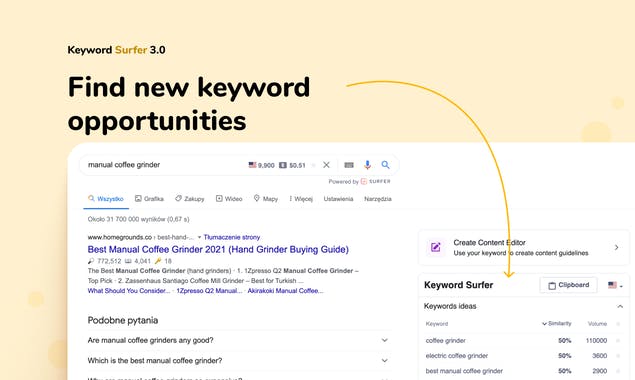 Keyword Surfer 3.0
Find new keyword
opportunities
manual coffee grinder
9,900
$0.51
Powered by SURFER
Wszystko
Grafika
Zakupy
Wideo
Mapy
Więcej
Ustawienia
Narzędzia
Około 31 700 000 wyników (0,67 s)
www.homegrounds.co › best-hand-... Tłumaczenie strony
Best Manual Coffee Grinder 2021 (Hand Grinder Buying Guide)
772,512 4,041 18
The Best Manual Coffee Grinder (hand grinders) · 1. 1Zpresso Q2 Manual Coffee Grinder –
Top Pick · 2. Zassenhaus Santiago Coffee Mill Grinder – Best for Turkish ...
What Should You Consider... · 1Zpresso Q2 Manual... · Akirakoki Manual Coffee...
Podobne pytania
Are manual coffee grinders any good?
Which is the best manual coffee grinder?
Create Content Editor
Use your keyword to create content guidelines
Keyword Surfer
Clipboard
Keywords ideas
Keyword Similarity Volume
coffee grinder 50% 110000
electric coffee grinder 50% 3600
best manual coffee grinder 50% 2900